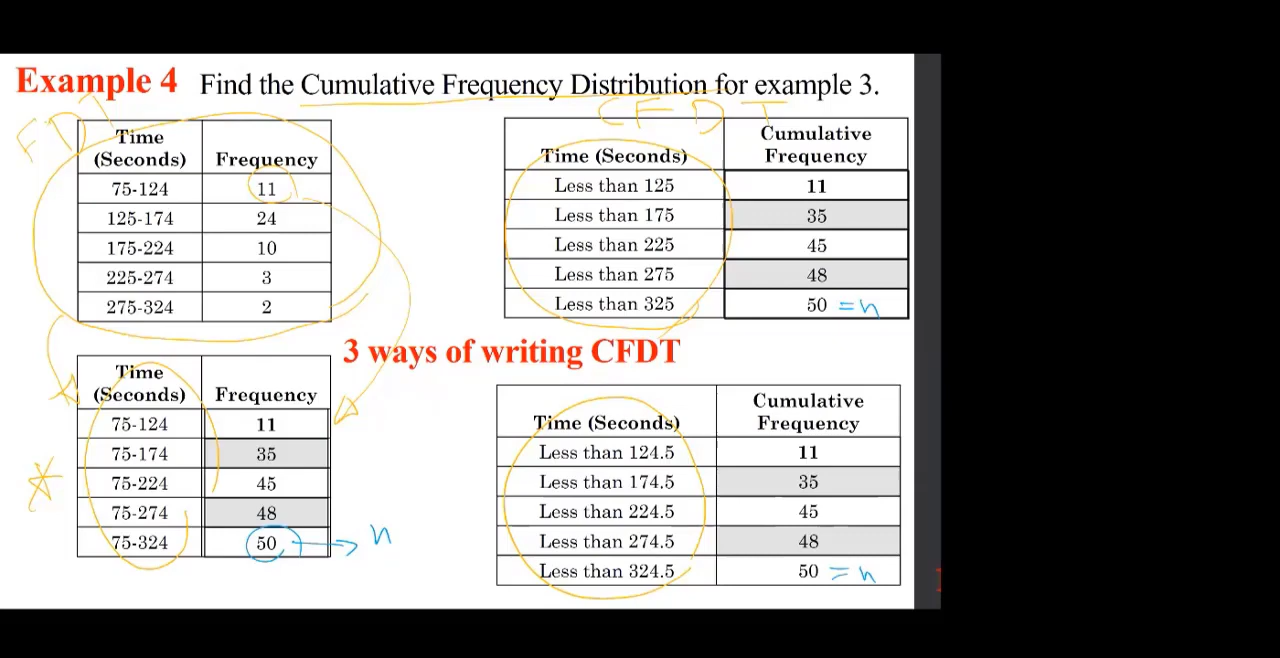 Example 4 Find the Cumulative Frequency Distribution for example 3.
FDT
Time
(Seconds) Frequency
75-124 11
125-174 24
175-224 10
225-274 3
275-324 2
CFDT
Time (Seconds) Cumulative
Frequency
Less than 125 11
Less than 175 35
Less than 225 45
Less than 275 48
Less than 325 50 = n
3 ways of writing CFDT
Time
(Seconds) Frequency
75-124 11
75-174 35
75-224 45
75-274 48
75-324 50 → n
Time (Seconds) Cumulative
Frequency
Less than 124.5 11
Less than 174.5 35
Less than 224.5 45
Less than 274.5 48
Less than 324.5 50 = n